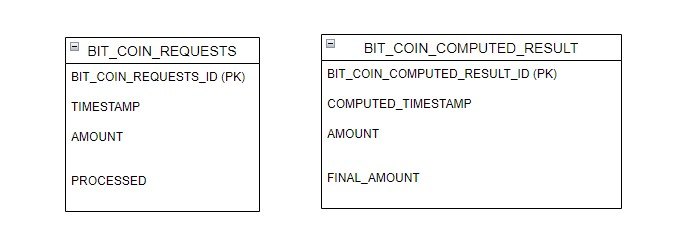 BIT_COIN_REQUESTS
BIT_COIN_REQUESTS_ID (PK)
TIMESTAMP
AMOUNT
PROCESSED
BIT_COIN_COMPUTED_RESULT
BIT_COIN_COMPUTED_RESULT_ID (PK)
COMPUTED_TIMESTAMP
AMOUNT
FINAL_AMOUNT